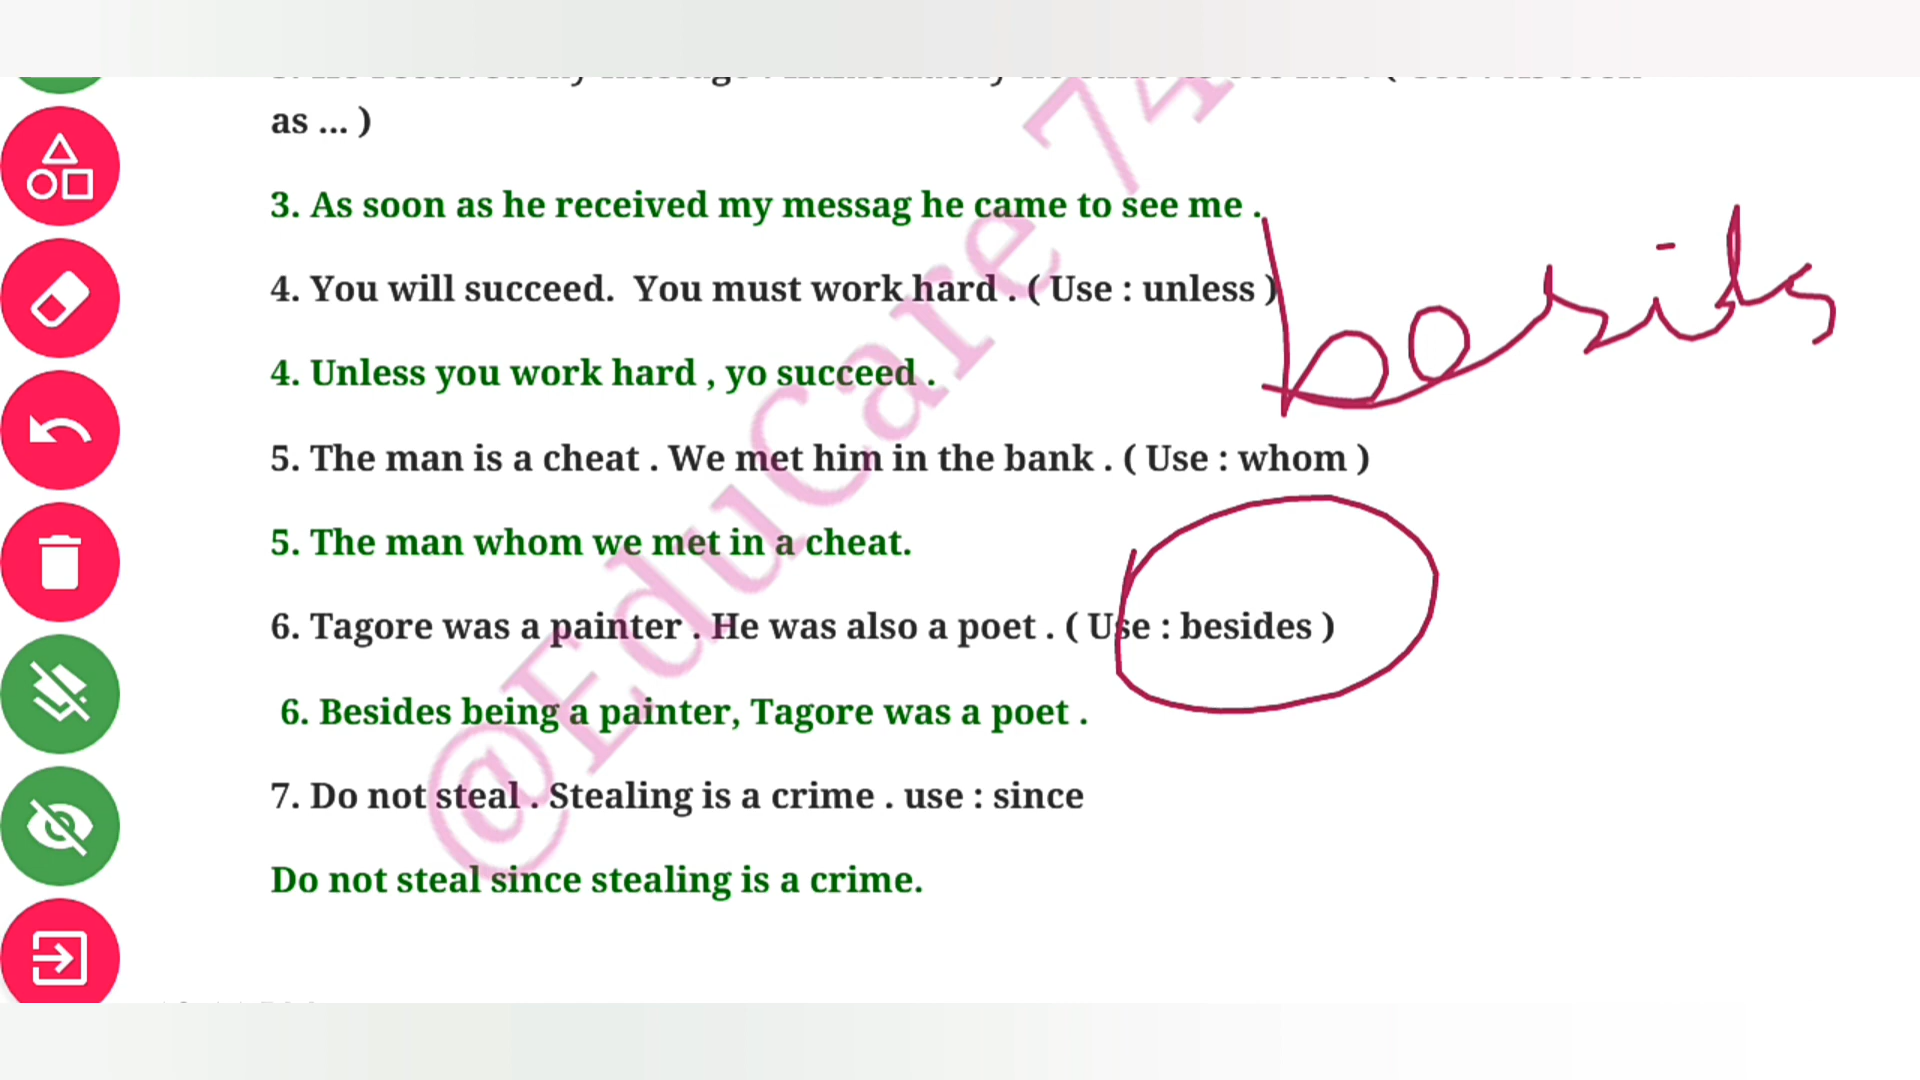 as ... )
3. As soon as he received my messag he came to see me .
4. You will succeed. You must work hard . ( Use : unless )
4. Unless you work hard , yo succeed .
5. The man is a cheat . We met him in the bank . ( Use : whom )
5. The man whom we met in a cheat.
6. Tagore was a painter . He was also a poet . ( Use : besides )
6. Besides being a painter, Tagore was a poet .
7. Do not steal . Stealing is a crime . use : since
Do not steal since stealing is a crime.
@EduCare 74